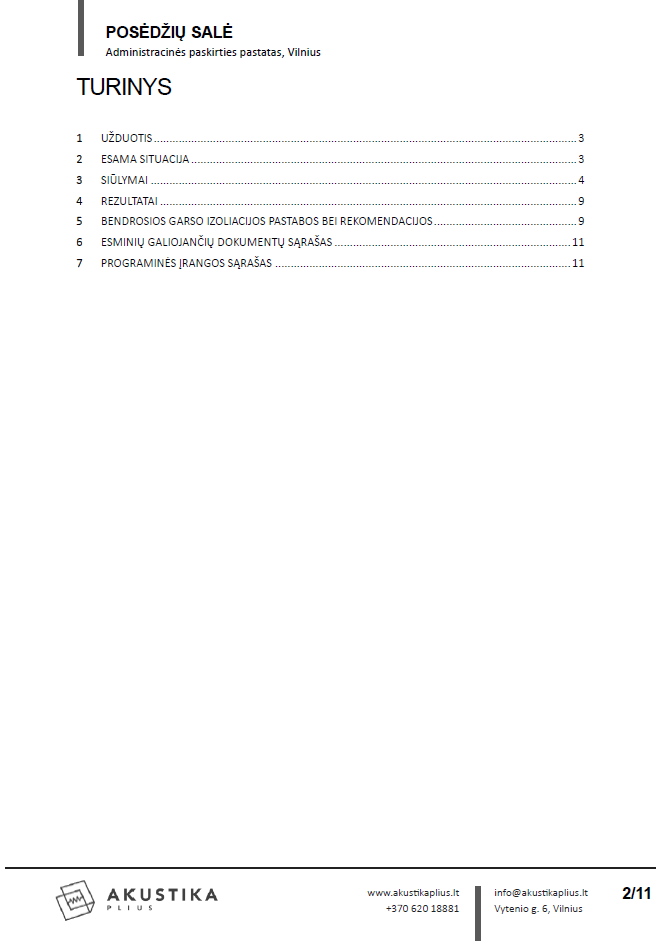 POSĖDŽIŲ SALĖ
Administracinės paskirties pastatas, Vilnius
TURINYS
1 UŽDUOTIS 3
2 ESAMA SITUACIJA 3
3 SIŪLYMAI 4
4 REZULTATAI 9
5 BENDROSIOS GARSO IZOLIACIJOS PASTABOS BEI REKOMENDACIJOS 9
6 ESMINIŲ GALIOJANČIŲ DOKUMENTŲ SĄRAŠAS 11
7 PROGRAMINĖS ĮRANGOS SĄRAŠAS 11
AKUSTIKA
PLIUS
www.akustikaplius.lt
+370 620 18881
info@akustikaplius.lt
Vytenio g. 6, Vilnius
2/11